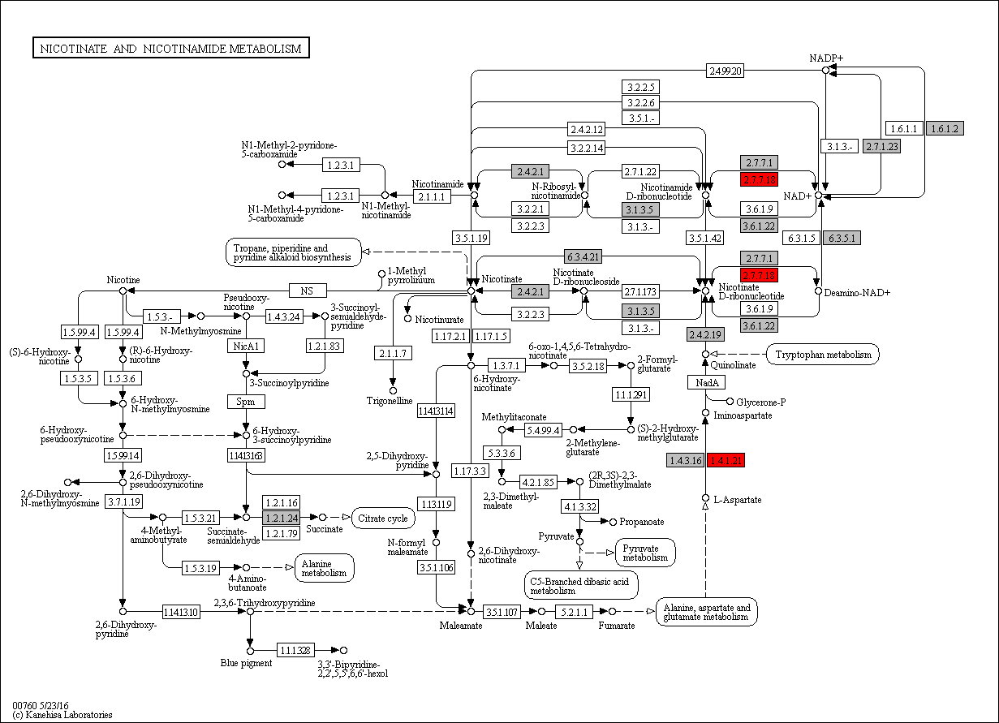 NICOTINATE AND NICOTINAMIDE METABOLISM
NADP+
2.4.99.20
3.2.2.5
3.2.2.6
3.5.1.-
1.6.1.1
1.6.1.2
2.4.2.12
3.2.2.14
3.1.3.-
2.7.1.23
N1-Methyl-2-pyridone-
5-carboxamide
1.2.3.1
2.7.7.1
2.4.2.1
2.7.1.22
2.7.7.18
Nicotinamide
N-Ribosyl-
nicotinamide
Nicotinamide
D-ribonucleotide
NAD+
1.2.3.1
2.1.1.1
N1-Methyl-4-pyridone-
5-carboxamide
N1-Methyl-
nicotinamide
3.2.2.1
3.1.3.5
3.6.1.9
3.2.2.3
3.1.3.-
3.6.1.22
3.5.1.19
3.5.1.42
6.3.1.5
6.3.5.1
Tropane, piperidine and
pyridine alkaloid biosynthesis
6.3.4.21
2.7.7.1
2.7.7.18
1-Methyl
pyrrolinium
Nicotinate
Nicotinate
D-ribonucleoside
Nicotine
NS
2.4.2.1
2.7.1.173
Nicotinate
D-ribonucleotide
Deamino-NAD+
Pseudooxy-
nicotine
3-Succinoyl-
semialdehyde-
pyridine
3.2.2.3
3.1.3.5
3.6.1.9
1.5.3.-
1.4.3.24
Nicotinurate
3.1.3.-
3.6.1.22
N-Methylmyosmine
1.5.99.4
1.5.99.4
1.17.2.1
1.17.1.5
2.4.2.19
NicA1
1.2.1.83
2.1.1.7
(S)-6-Hydroxy-
nicotine
(R)-6-Hydroxy-
nicotine
6-oxo-1,4,5,6-Tetrahydro-
nicotinate
2-Formyl-
glutarate
Tryptophan metabolism
Quinolinate
1.3.7.1
3.5.2.18
1.5.3.5
1.5.3.6
3-Succinoylpyridine
6-Hydroxy-
nicotinate
NadA
Trigonelline
1.1.1.291
6-Hydroxy-
N-methylmyosmine
Spm
Glycerone-P
1.14.13.114
Iminoaspartate
Methylitaconate
5.4.99.4
(S)-2-Hydroxy-
methylglutarate
6-Hydroxy-
pseudooxynicotine
6-Hydroxy-
3-succinoylpyridine
2-Methylene-
glutarate
1.5.99.14
1.14.13.163
2,5-Dihydroxy-
pyridine
5.3.3.6
1.4.3.16
1.4.1.21
1.17.3.3
2,6-Dihydroxy-
pseudooxynicotine
4.2.1.85
(2R,3S)-2,3-
Dimethylmalate
2,6-Dihydroxy-
N-methylmyosmine
3.7.1.19
2,3-Dimethyl-
maleate
L-Aspartate
1.13.11.9
4.1.3.32
1.2.1.16
1.5.3.21
1.2.1.24
Citrate cycle
1.2.1.79
4-Methyl-
aminobutyrate
Succinate-
semialdehyde
Succinate
Propanoate
Pyruvate
N-formyl
maleamate
Pyruvate
metabolism
2,6-Dihydroxy-
nicotinate
1.5.3.19
Alanine
metabolism
3.5.1.106
4-Amino-
butanoate
C5-Branched dibasic acid
metabolism
2,3,6-Trihydroxypyridine
1.14.13.10
3.5.1.107
5.2.1.1
Alanine, aspartate and
glutamate metabolism
2,6-Dihydroxy-
pyridine
Maleamate
Maleate
Fumarate
1.1.1.328
Blue pigment
3,3'-Bipyridine-
2,2',5,5',6,6'-hexol
00760 5/23/16
(c) Kanehisa Laboratories